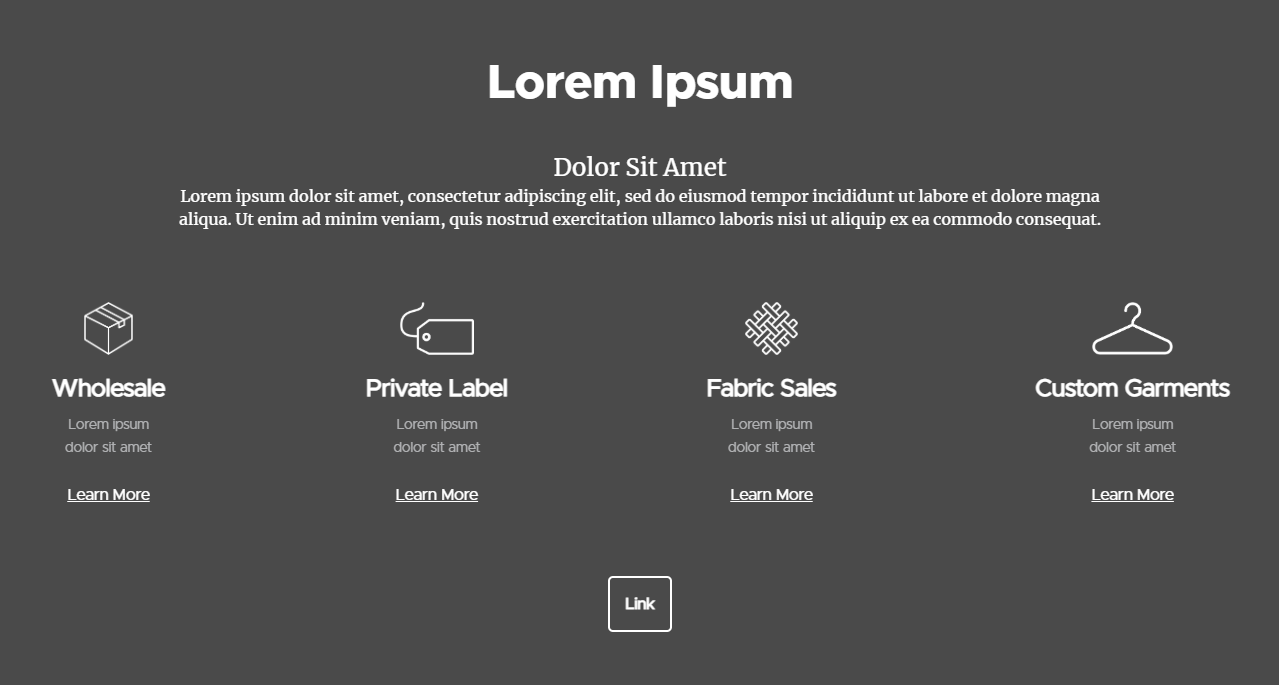 Lorem Ipsum
Dolor Sit Amet
Lorem ipsum dolor sit amet, consectetur adipiscing elit, sed do eiusmod tempor incididunt ut labore et dolore magna
aliqua. Ut enim ad minim veniam, quis nostrud exercitation ullamco laboris nisi ut aliquip ex ea commodo consequat.
Wholesale
Lorem ipsum
dolor sit amet
Learn More
Private Label
Lorem ipsum
dolor sit amet
Learn More
Fabric Sales
Lorem ipsum
dolor sit amet
Learn More
Custom Garments
Lorem ipsum
dolor sit amet
Learn More
Link